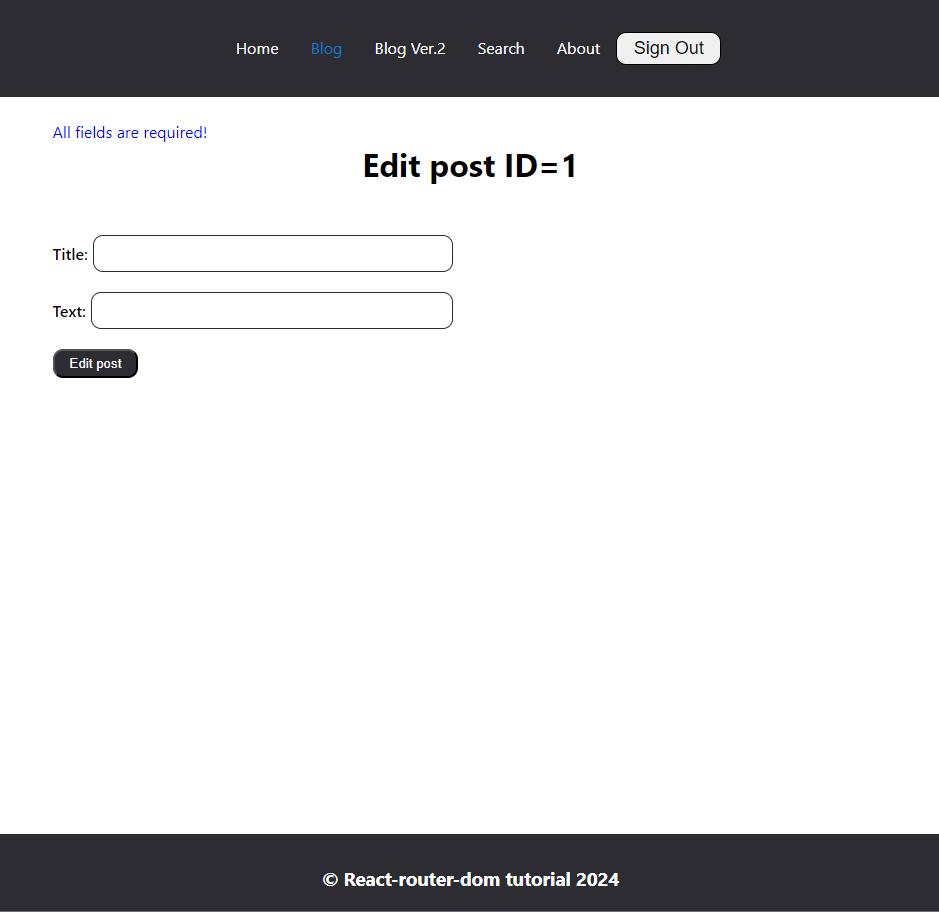 Home Blog Blog Ver.2 Search About Sign Out
All fields are required!
Edit post ID=1
Title:
Text:
Edit post
© React-router-dom tutorial 2024